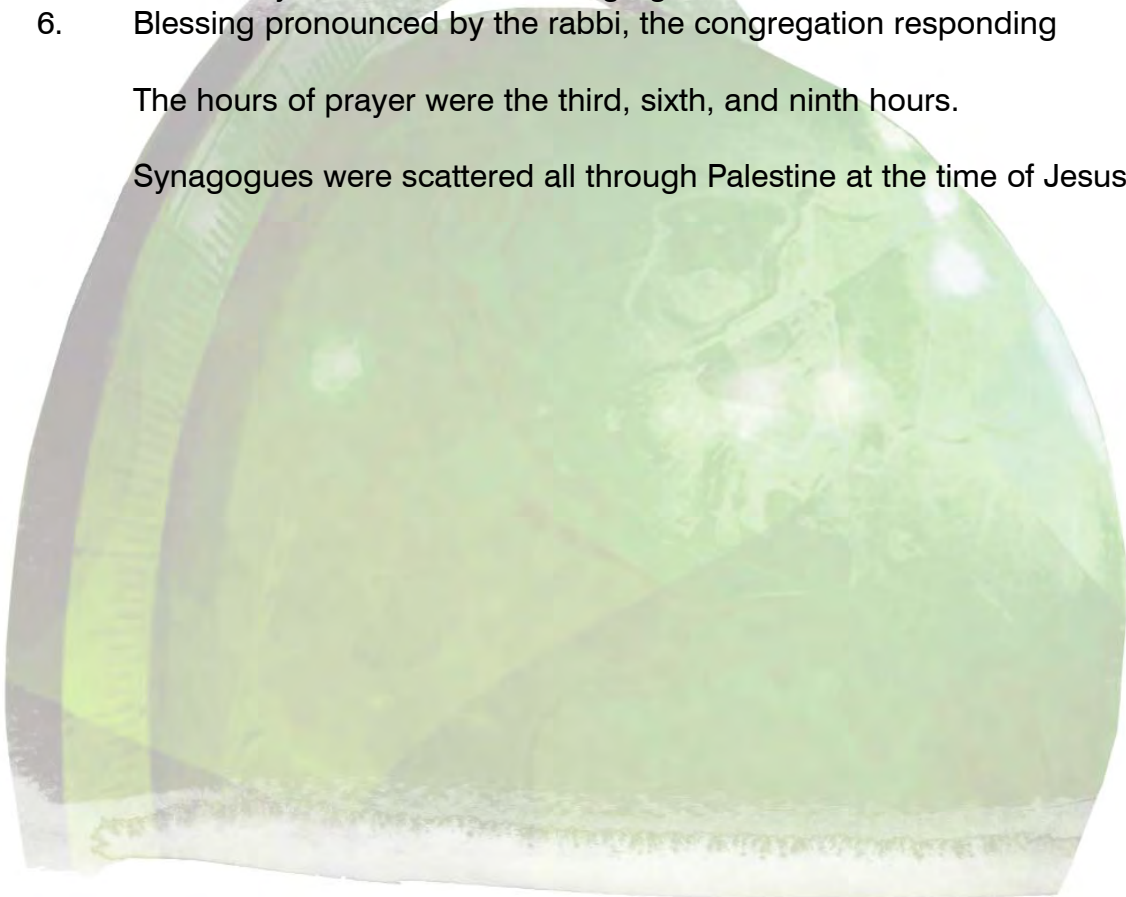 6. Blessing pronounced by the rabbi, the congregation responding
The hours of prayer were the third, sixth, and ninth hours.
Synagogues were scattered all through Palestine at the time of Jesus